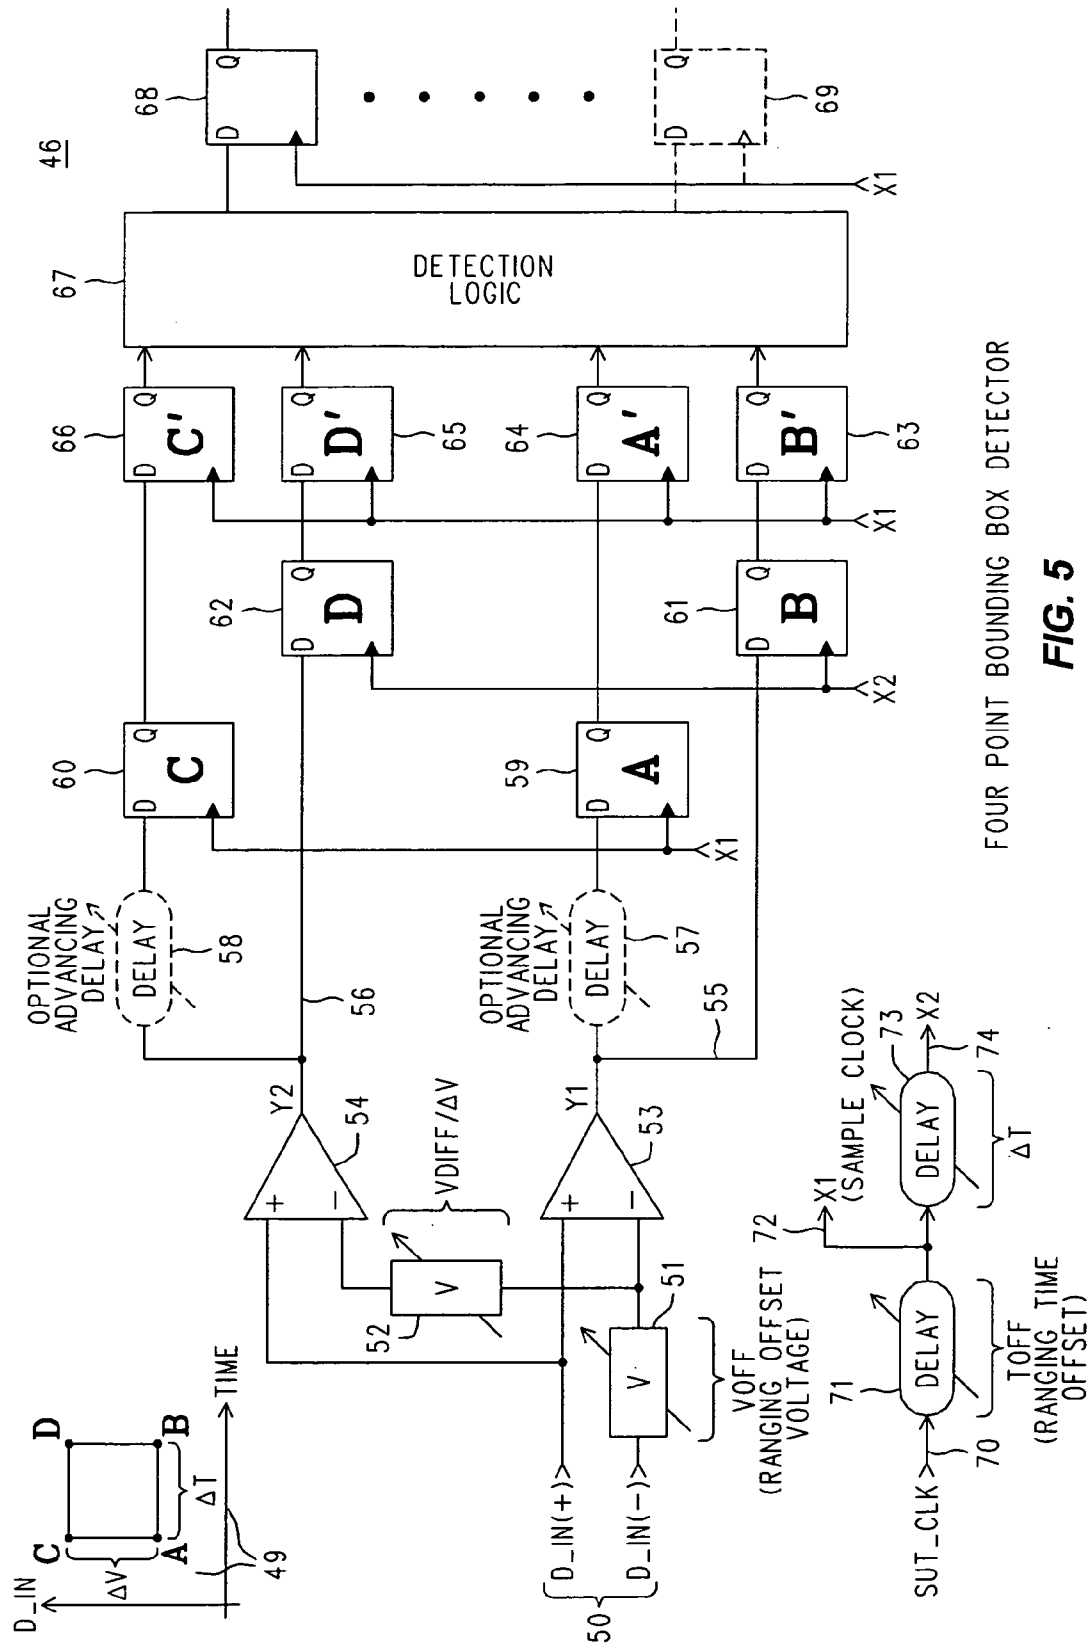 46
D_IN
C
D
A
B
ΔV
ΔT
TIME
49
50
D_IN(+)
D_IN(−)
V
51
VOFF
(RANGING OFFSET
VOLTAGE)
V
52
VDIFF/ΔV
+
−
54
Y2
+
−
53
Y1
55
56
OPTIONAL
ADVANCING
DELAY
DELAY
58
OPTIONAL
ADVANCING
DELAY
DELAY
57
60
D
Q
C
59
D
Q
A
X1
62
D
Q
D
61
D
Q
B
X2
66
D
Q
C'
D
Q
D'
65
64
D
Q
A'
D
Q
B'
63
X1
67
DETECTION
LOGIC
68
D
Q
D
Q
69
X1
SUT_CLK
70
71
DELAY
TOFF
(RANGING TIME
OFFSET)
72
X1
(SAMPLE CLOCK)
73
DELAY
ΔT
X2
74
FOUR POINT BOUNDING BOX DETECTOR
FIG. 5